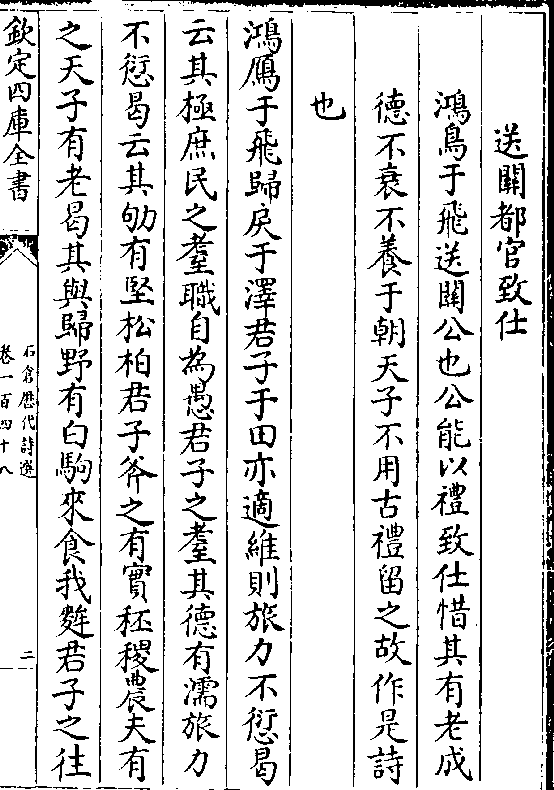 送關都官致仕
鴻鳥于飛送關公也公能以禮致仕惜其有老成
德不衰不養于朝天子不用古禮留之故作是詩
也
鴻鴈于飛歸戾于澤君子于田亦適維則旅力不愆曷
云其極庶民之耋職自為愚君子之耋其德有濡旅力
不愆曷云其劬有堅松柏君子斧之有實秠稷農夫有
之天子有老曷其與歸野有白駒來食我䴰君子之往
欽定四庫全書
石倉歷代詩選
卷一百四十八
二